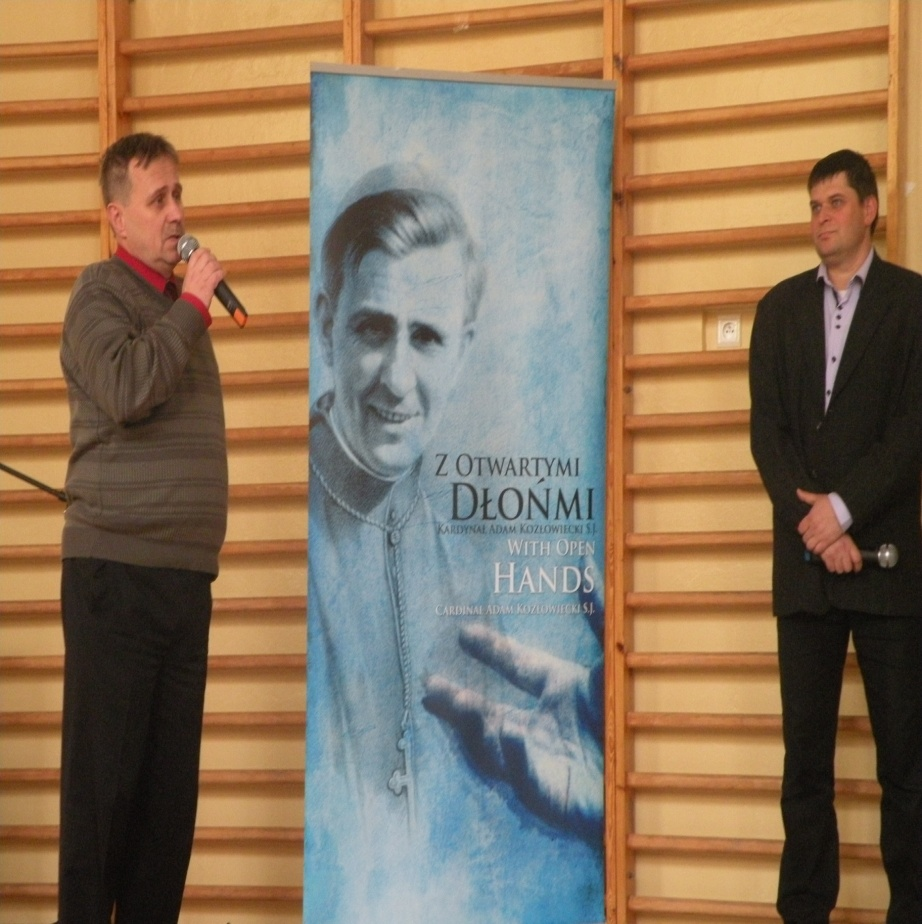 Z OTWARTYMI
DŁOŃMI
KARDYNAŁ ADAM KOZŁOWIECKI S.J.
WITH OPEN
HANDS
CARDINAL ADAM KOZŁOWIECKI S.J.